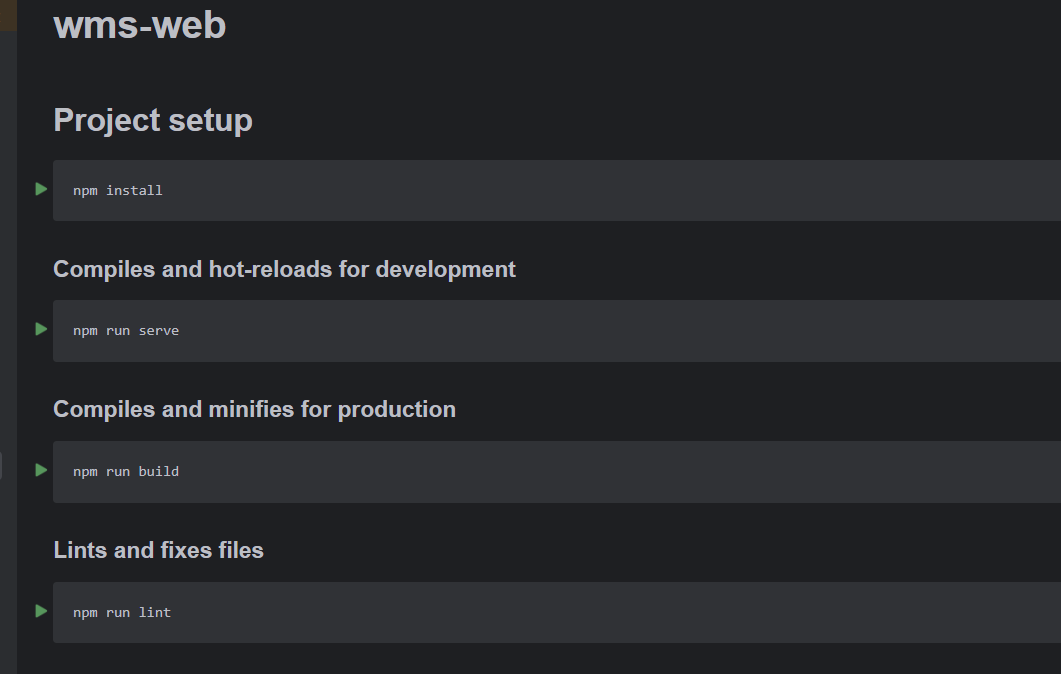 wms-web
Project setup
npm install
Compiles and hot-reloads for development
npm run serve
Compiles and minifies for production
npm run build
Lints and fixes files
npm run lint